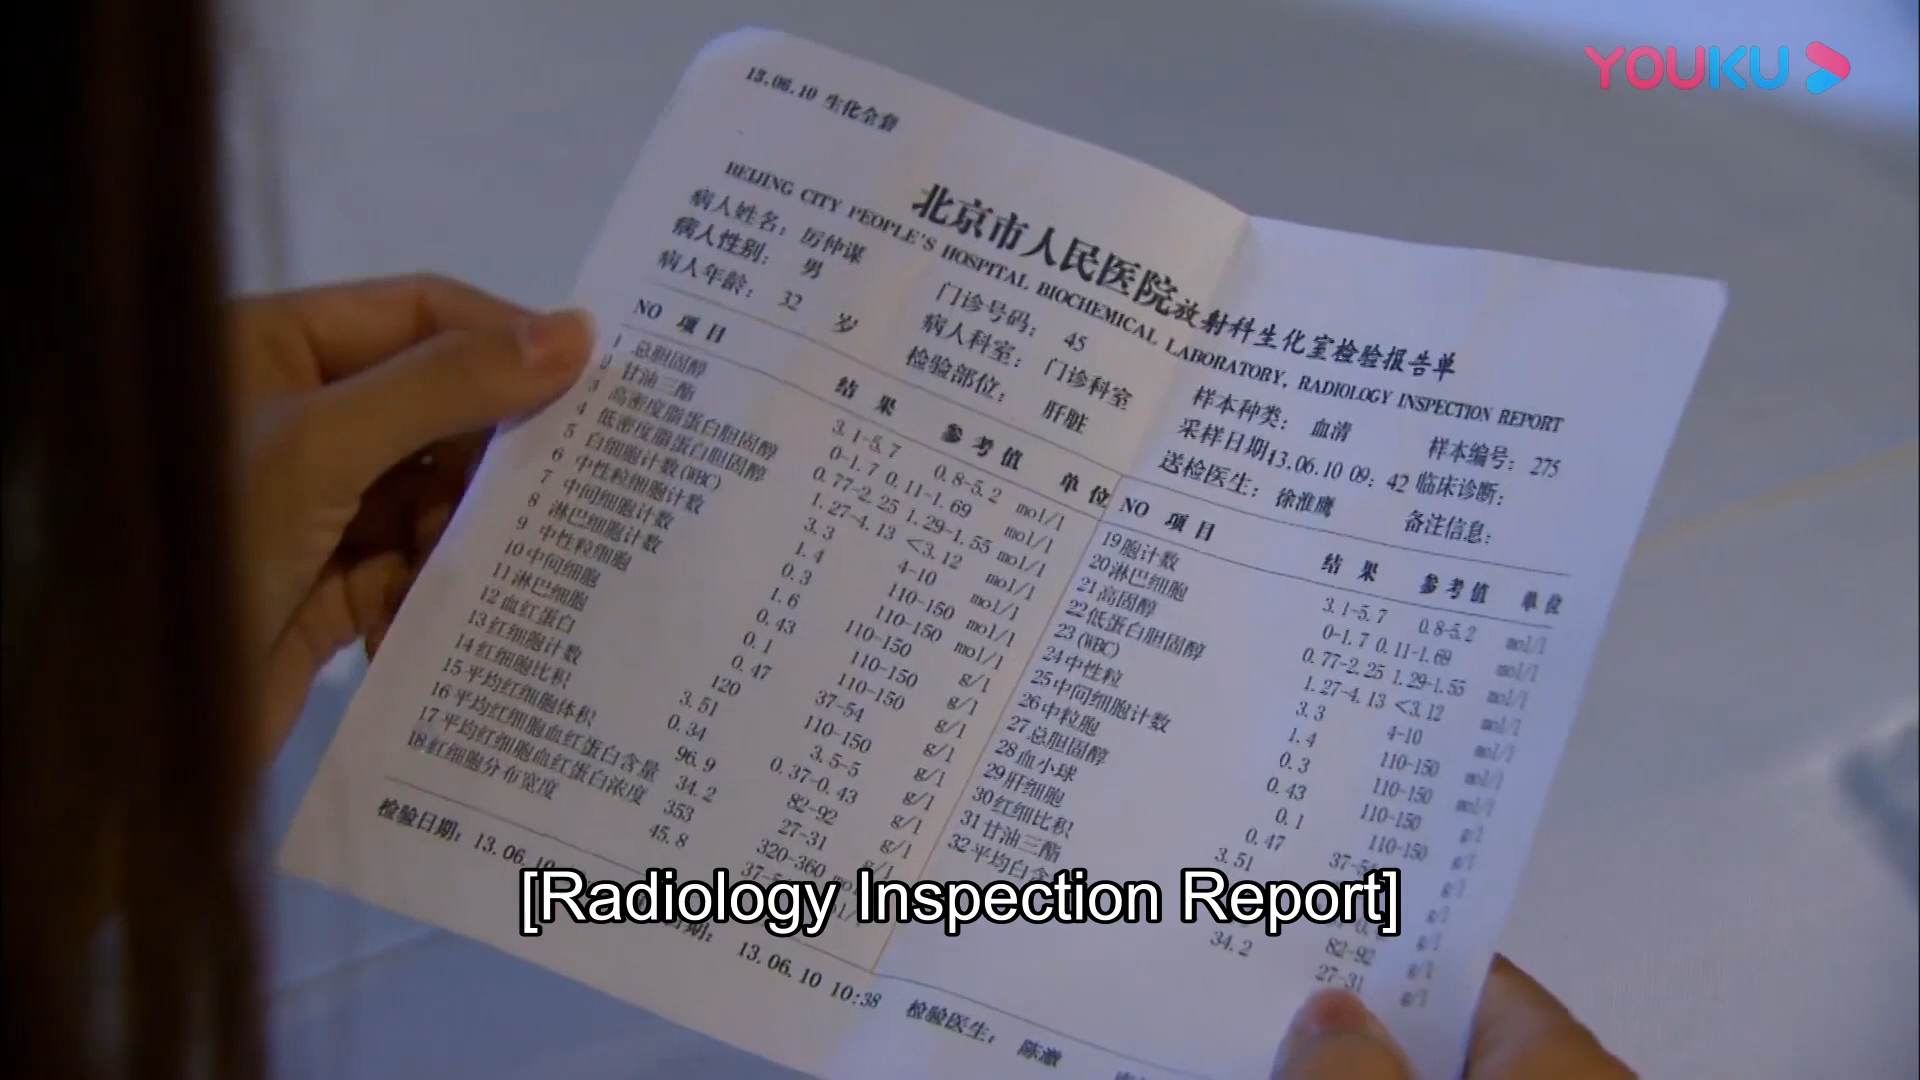 YOUKU
13.06.10 生化全套
北京市人民医院放射科生化室检验报告单
BEIJING CITY PEOPLE'S HOSPITAL BIOCHEMICAL LABORATORY, RADIOLOGY INSPECTION REPORT
病人姓名: 厉仲谋 门诊号码: 45 样本种类: 血清 样本编号: 275
病人性别: 男 病人科室: 门诊科室 采样日期:13.06.10 09: 42 临床诊断:
病人年龄: 32 岁 检验部位: 肝脏 送检医生: 徐淮鹰 备注信息:
NO 项目 结果 参考值 单位
1 总胆固醇 3.1-5.7 0.8-5.2 mol/l
2 甘油三酯 0-1.7 0.11-1.69 mol/l
3 高密度脂蛋白胆固醇 0.77-2.25 1.29-1.55 mol/l
4 低密度脂蛋白胆固醇 1.27-4.13 <3.12 mol/l
5 白细胞计数(WBC) 3.3 4-10 mol/l
6 中性粒细胞计数 1.4 110-150 mol/l
7 中间细胞计数 0.3 110-150 mol/l
8 淋巴细胞计数 1.6 110-150 g/l
9 中性粒细胞 0.43 110-150 g/l
10 中间细胞 0.1 110-150 g/l
11 淋巴细胞 0.47 37-54 g/l
12 血红蛋白 120 110-150 g/l
13 红细胞计数 3.51 3.5-5 g/l
14 红细胞比积 0.34 0.37-0.43 g/l
15 平均红细胞体积 96.9 82-92 g/l
16 平均红细胞血红蛋白含量 34.2 27-31 g/l
17 平均红细胞血红蛋白浓度 353 320-360
18 红细胞分布宽度 45.8
NO 项目 结果 参考值 单位
19 胞计数 3.1-5.7 0.8-5.2 mol/l
20 淋巴细胞 0-1.7 0.11-1.69 mol/l
21 高固醇 0.77-2.25 1.29-1.55 mol/l
22 低蛋白胆固醇 1.27-4.13 <3.12 mol/l
23 (WBC) 3.3 4-10 mol/l
24 中性粒 1.4 110-150 mol/l
25 中间细胞计数 0.3 110-150 mol/l
26 中粒胞 0.43 110-150 g/l
27 总胆固醇 0.1 110-150 g/l
28 血小球 0.47 g/l
29 肝细胞 3.51 g/l
30 红细比积 g/l
31 甘油三酯 82-92 g/l
32 平均白含 34.2 27-31 g/l
检验日期: 13.06.10
13.06.10 10:38 检验医生: 陈激
[Radiology Inspection Report]